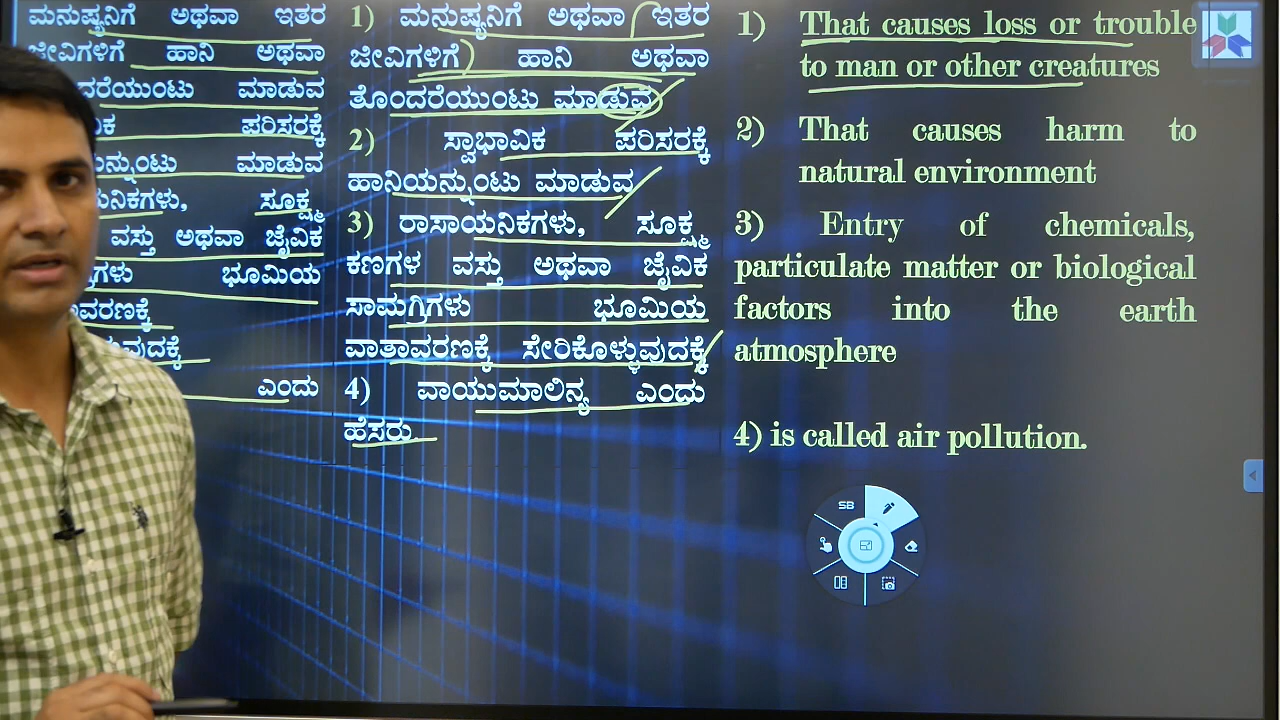 ಮನುಷ್ಯನಿಗೆ ಅಥವಾ ಇತರ
ಜೀವಿಗಳಿಗೆ ಹಾನಿ ಅಥವಾ
ಮಾಡುವ
ಪರಿಸರಕ್ಕೆ
ಮಾಡುವ
ಸೂಕ್ಷ್ಮ
ವಸ್ತು ಅಥವಾ ಜೈವಿಕ
ಭೂಮಿಯ
ಎಂದು
1) ಮನುಷ್ಯನಿಗೆ ಅಥವಾ ಇತರ
ಜೀವಿಗಳಿಗೆ) ಹಾನಿ ಅಥವಾ
ತೊಂದರೆಯುಂಟು ಮಾಡುವ
2) ಸ್ವಾಭಾವಿಕ ಪರಿಸರಕ್ಕೆ
ಹಾನಿಯನ್ನುಂಟು ಮಾಡುವ
3) ರಾಸಾಯನಿಕಗಳು, ಸೂಕ್ಷ್ಮ
ಕಣಗಳ ವಸ್ತು ಅಥವಾ ಜೈವಿಕ
ಸಾಮಗ್ರಿಗಳು ಭೂಮಿಯ
ವಾತಾವರಣಕ್ಕೆ ಸೇರಿಕೊಳ್ಳುವುದಕ್ಕೆ
4) ವಾಯುಮಾಲಿನ್ಯ ಎಂದು
ಹೆಸರು
1) That causes loss or trouble
to man or other creatures
2) That causes harm to
natural environment
3) Entry of chemicals,
particulate matter or biological
factors into the earth
atmosphere
4) is called air pollution.
SB